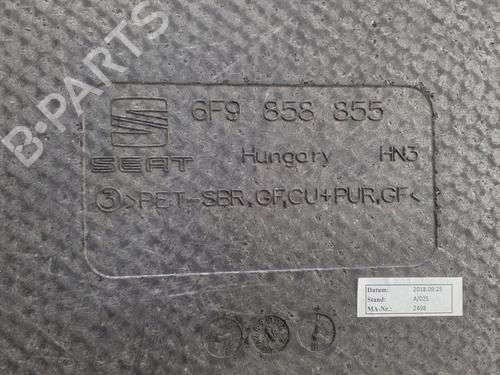 B-PARTS
6F9 858 855
SEAT Hungary HN3
3 >PET-SBR,GF,CU+PUR,GF<
Datum: 2018.09.25
Stand: A/025
MA-Nr.: 2498